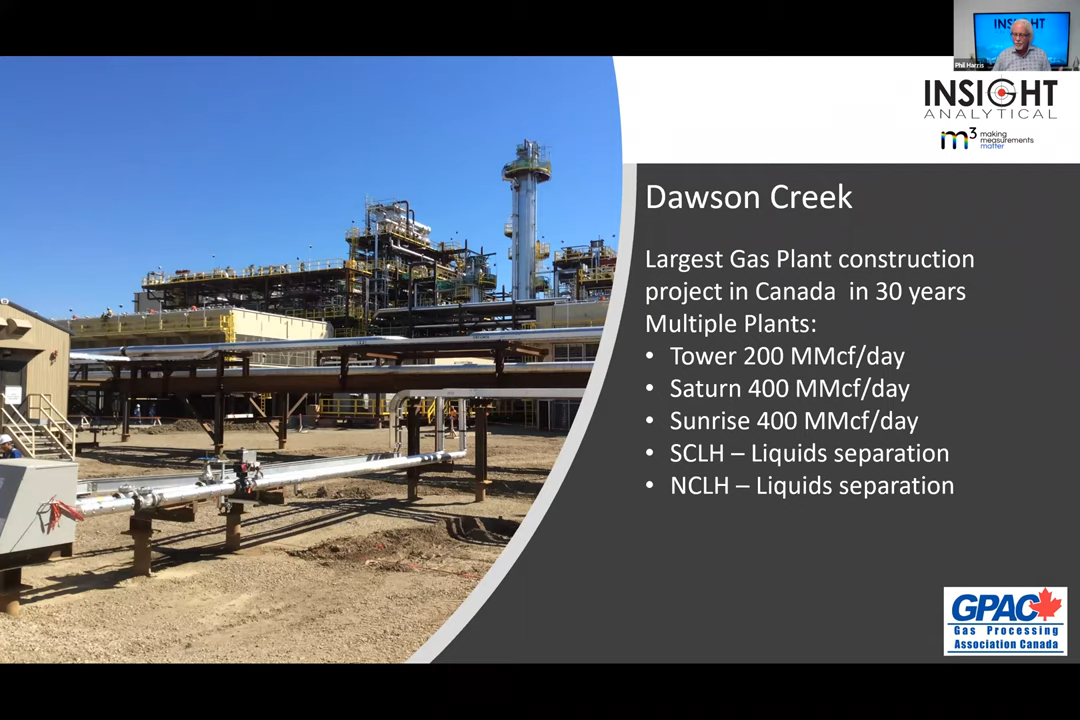 INSIGHT
Phil Harris
INSIGHT
ANALYTICAL
m³ making
measurements
matter
Dawson Creek
Largest Gas Plant construction
project in Canada in 30 years
Multiple Plants:
• Tower 200 MMcf/day
• Saturn 400 MMcf/day
• Sunrise 400 MMcf/day
• SCLH – Liquids separation
• NCLH – Liquids separation
GPAC
Gas Processing
Association Canada